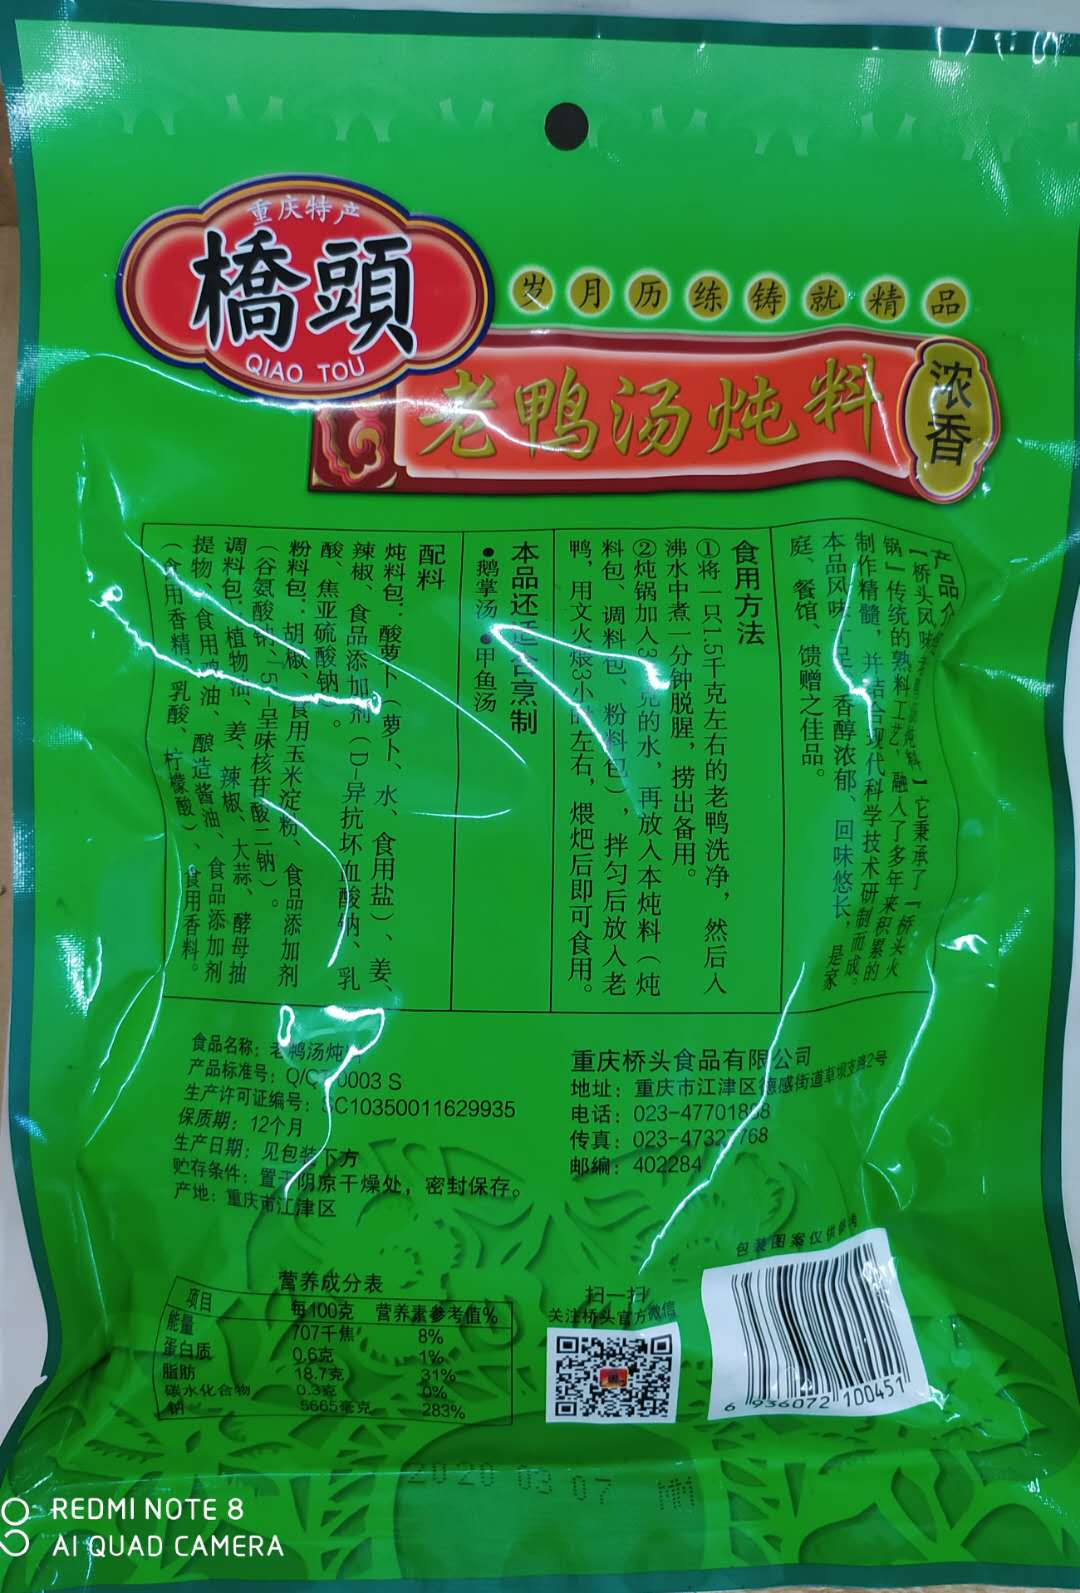 重庆特产
橋頭
QIAO TOU
岁月历练铸就精品
老鸭汤炖料
浓香
产品介
【桥头风味 炖料】它秉承了「桥头火
锅」传统的熟料工艺，融入了多年来积累的
制作精髓，并结合现代科学技术研制而成。
本品风味十足、香醇浓郁、回味悠长，是家
庭、餐馆、馈赠之佳品。
食用方法
①将一只1.5千克左右的老鸭洗净，然后入
沸水中煮一分钟脱腥，捞出备用。
②炖锅加入3 克的水，再放入本炖料（炖
料包、调料包、粉料包），拌匀后放入老
鸭，用文火煨3小时左右，煨𤆵后即可食用。
本品还适合烹制
●鹅掌汤 ●甲鱼汤
配料
炖料包：酸萝卜（萝卜、水、食用盐）、姜、
辣椒、食品添加剂（D-异抗坏血酸钠、乳
酸、焦亚硫酸钠）。
粉料包：胡椒、食用玉米淀粉、食品添加剂
（谷氨酸钠、5'-呈味核苷酸二钠）。
调料包：植物油、姜、辣椒、大蒜、酵母抽
提物、食用鸡油、酿造酱油、食品添加剂
（食用香精、乳酸、柠檬酸）、食用香料。
食品名称：老鸭汤炖料
产品标准号：Q/CT 0003 S
生产许可证编号：SC10350011629935
保质期：12个月
生产日期：见包装下方
贮存条件：置于阴凉干燥处，密封保存。
产地：重庆市江津区
重庆桥头食品有限公司
地址：重庆市江津区德感街道草坝支路2号
电话：023-47701868
传真：023-4732 768
邮编：402284
包装图案仅供参考
营养成分表
项目 每100克 营养素参考值%
能量 707千焦 8%
蛋白质 0.6克 1%
脂肪 18.7克 31%
碳水化合物 0.3克 0%
钠 5665毫克 283%
扫一扫
关注桥头官方微信
6 936072 100451
2020 03 07 MM
REDMI NOTE 8
AI QUAD CAMERA